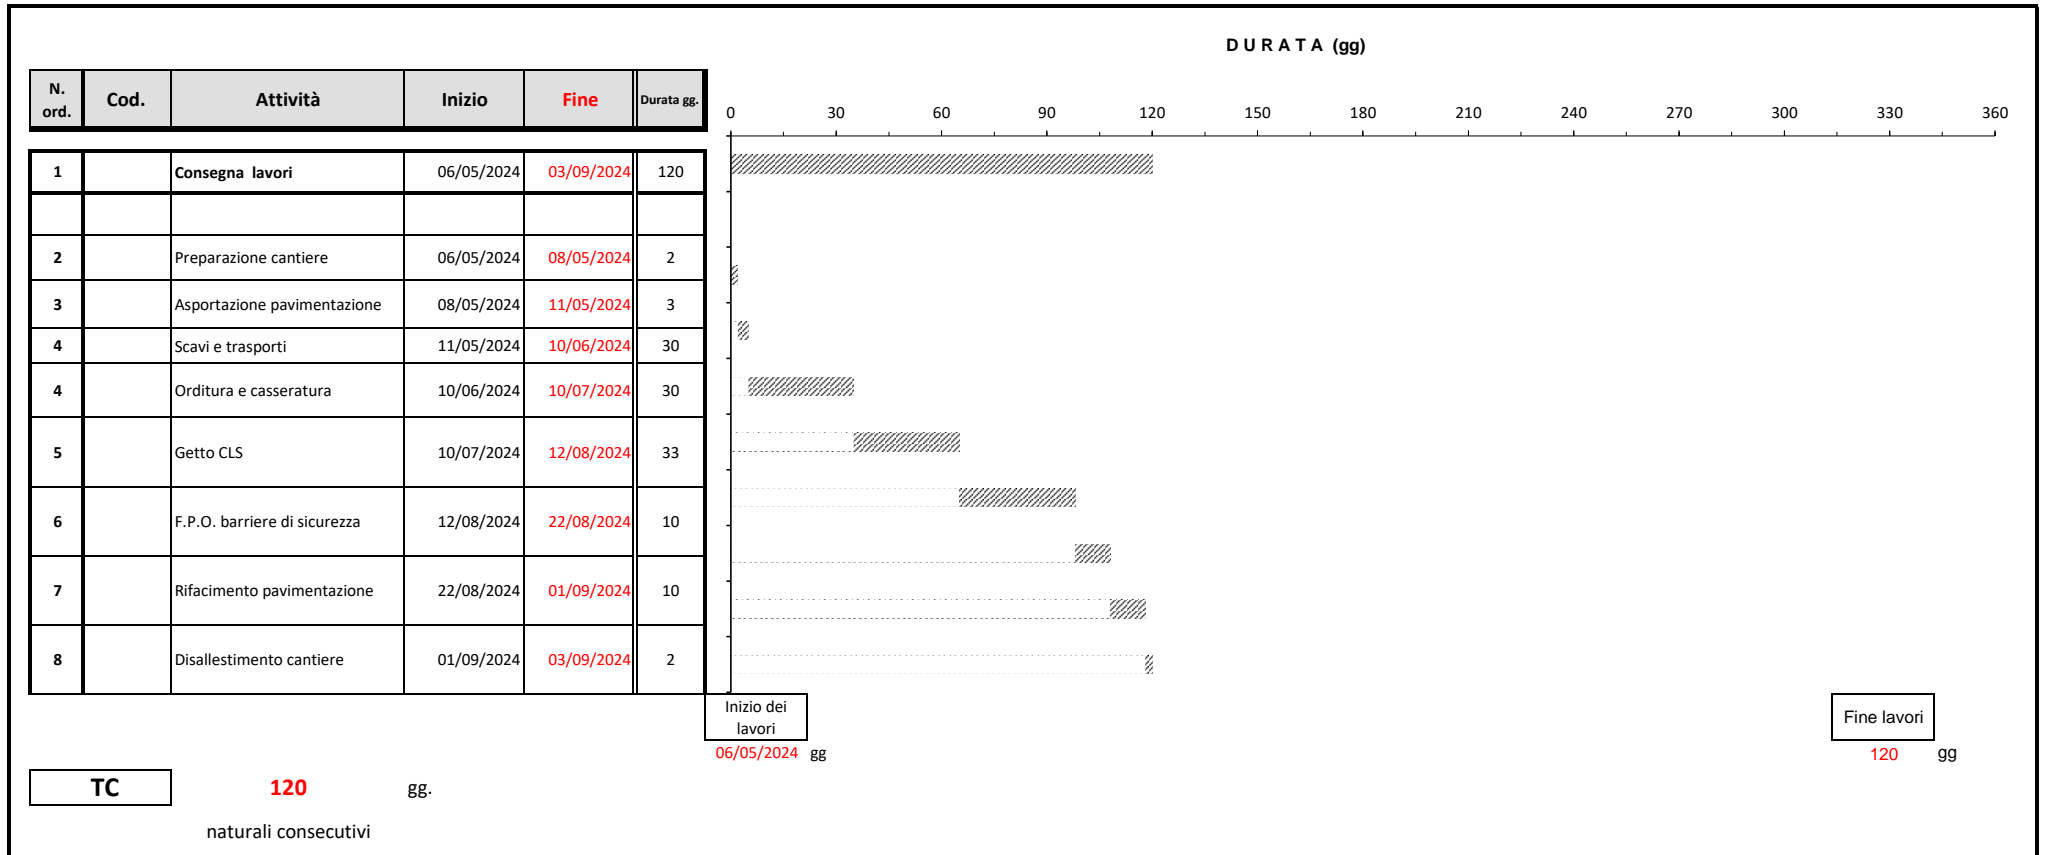 D U R A T A (gg)
N. ord. Cod. Attività Inizio Fine Durata gg.
0 30 60 90 120 150 180 210 240 270 300 330 360
1 Consegna lavori 06/05/2024 03/09/2024 120
2 Preparazione cantiere 06/05/2024 08/05/2024 2
3 Asportazione pavimentazione 08/05/2024 11/05/2024 3
4 Scavi e trasporti 11/05/2024 10/06/2024 30
4 Orditura e casseratura 10/06/2024 10/07/2024 30
5 Getto CLS 10/07/2024 12/08/2024 33
6 F.P.O. barriere di sicurezza 12/08/2024 22/08/2024 10
7 Rifacimento pavimentazione 22/08/2024 01/09/2024 10
8 Disallestimento cantiere 01/09/2024 03/09/2024 2
Inizio dei
lavori
06/05/2024 gg
Fine lavori
120 gg
TC 120 gg.
naturali consecutivi